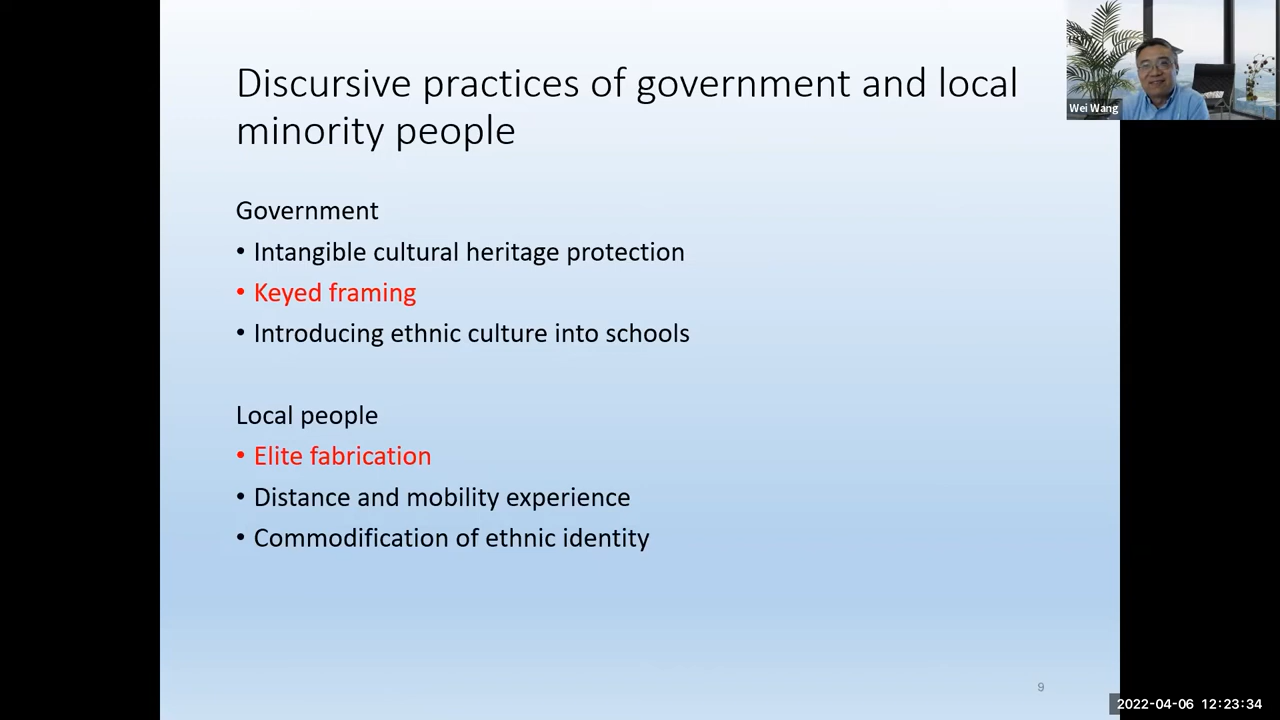 Discursive practices of government and local
minority people
Wei Wang
Government
• Intangible cultural heritage protection
• Keyed framing
• Introducing ethnic culture into schools
Local people
• Elite fabrication
• Distance and mobility experience
• Commodification of ethnic identity
9
2022-04-06 12:23:34